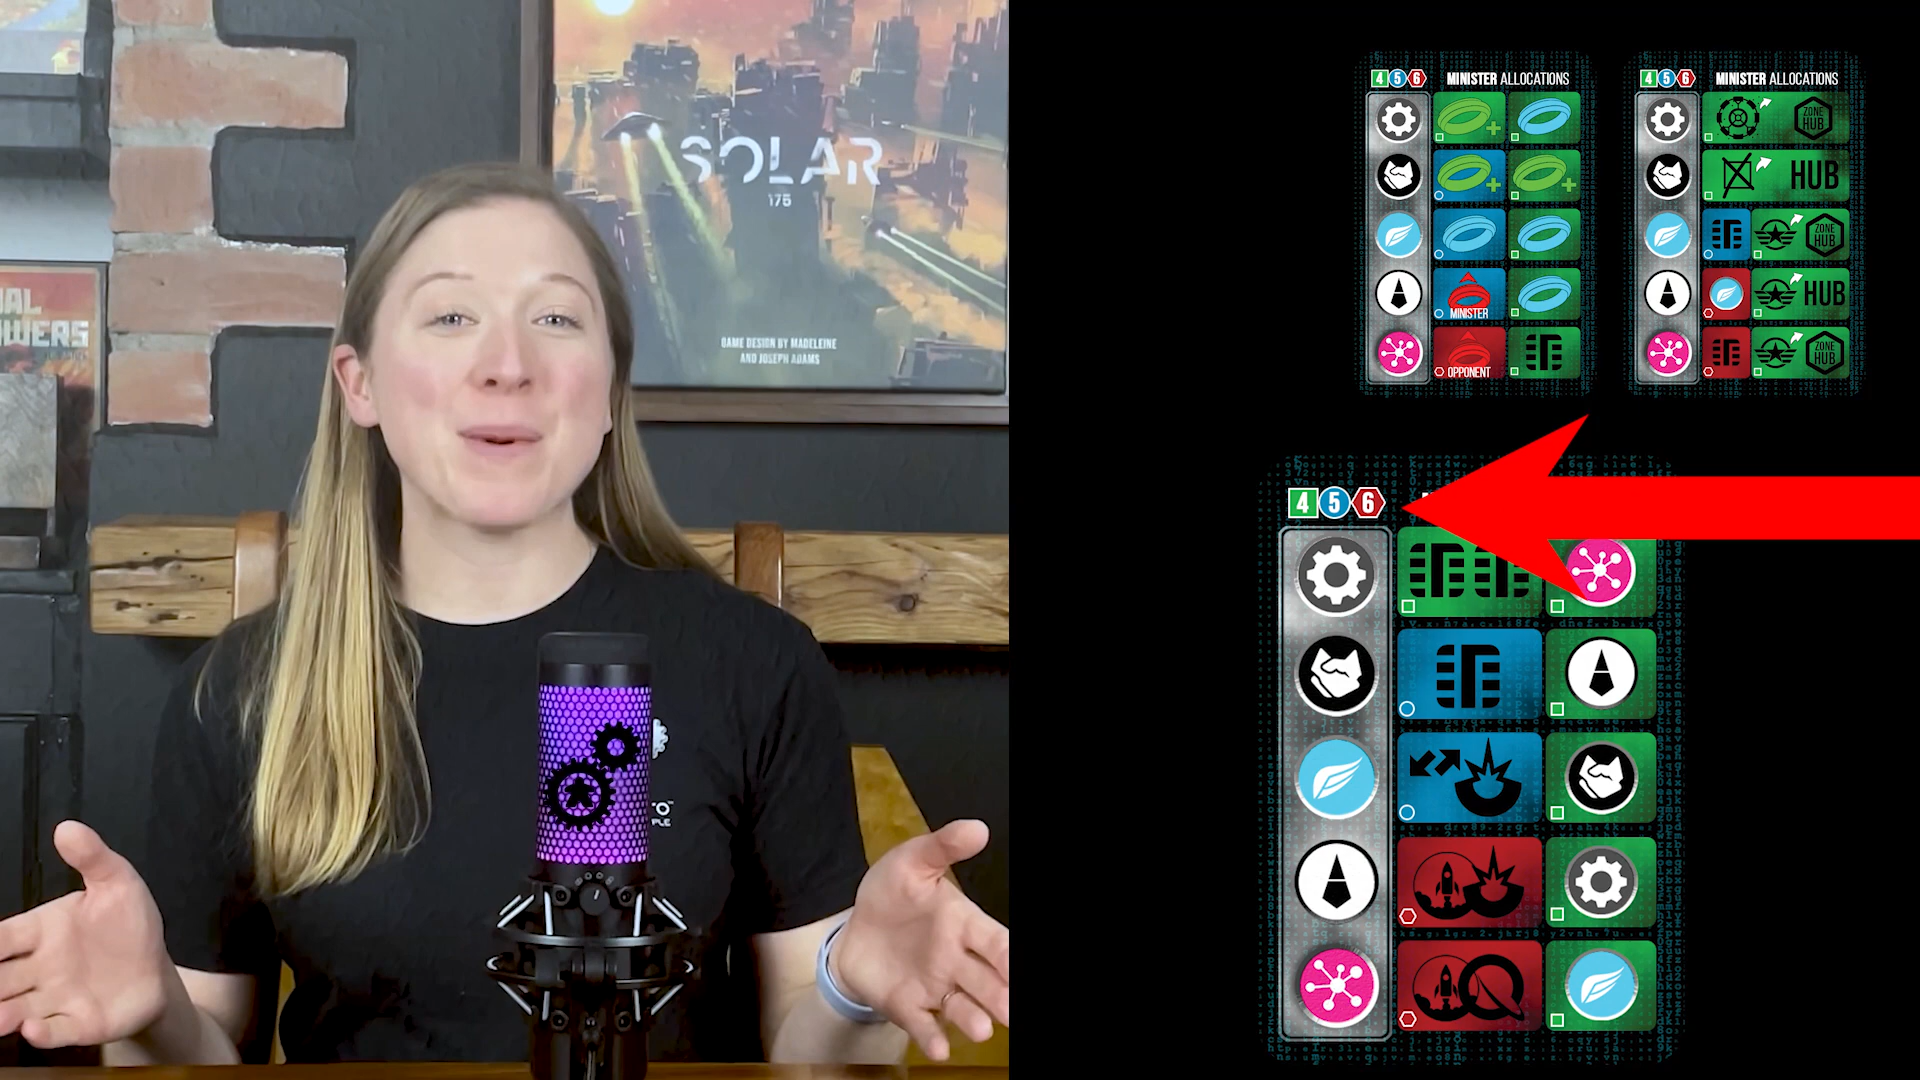 SOLAR
175
GAME DESIGN BY MADELEINE
AND JOSEPH ADAMS
WERS
4 5 6 MINISTER ALLOCATIONS
MINISTER
OPPONENT
4 5 6 MINISTER ALLOCATIONS
ZONE
HUB
HUB
ZONE
HUB
HUB
ZONE
HUB
4 5 6